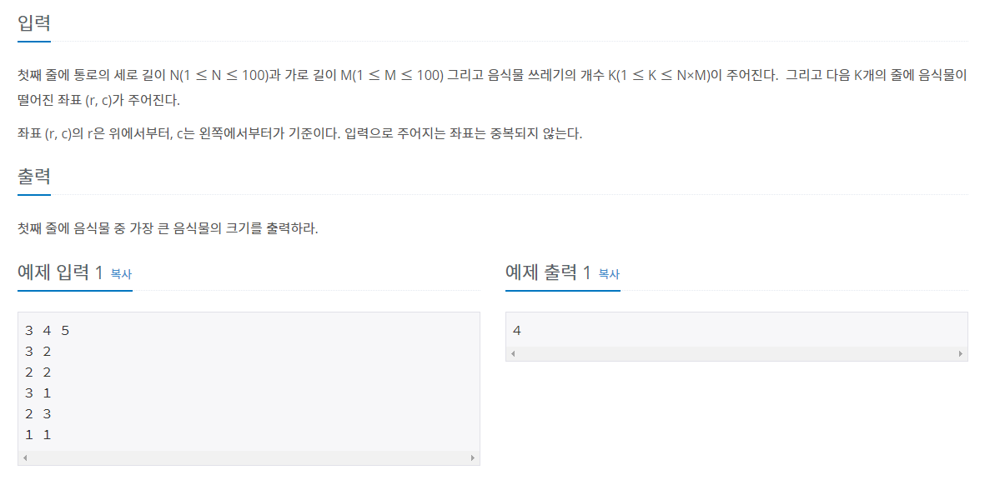 입력
첫째 줄에 통로의 세로 길이 N(1 ≤ N ≤ 100)과 가로 길이 M(1 ≤ M ≤ 100) 그리고 음식물 쓰레기의 개수 K(1 ≤ K ≤ N×M)이 주어진다.  그리고 다음 K개의 줄에 음식물이
떨어진 좌표 (r, c)가 주어진다.
좌표 (r, c)의 r은 위에서부터, c는 왼쪽에서부터가 기준이다. 입력으로 주어지는 좌표는 중복되지 않는다.
출력
첫째 줄에 음식물 중 가장 큰 음식물의 크기를 출력하라.
예제 입력 1 복사
3 4 5
3 2
2 2
3 1
2 3
1 1
예제 출력 1 복사
4